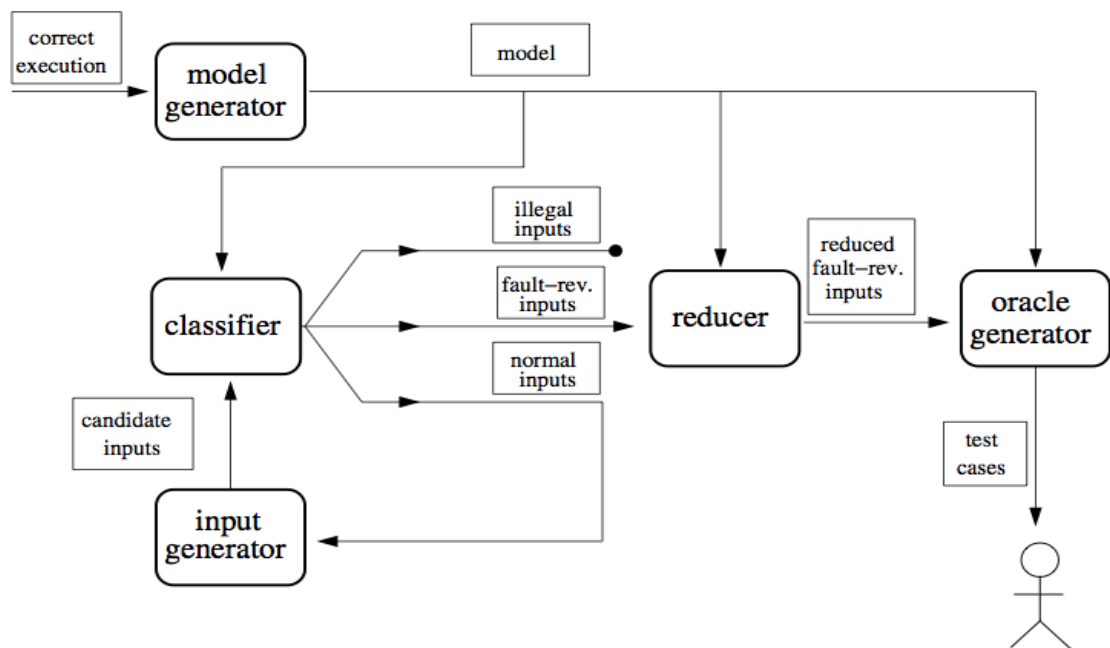 correct
execution
model
generator
model
illegal
inputs
fault-rev.
inputs
normal
inputs
classifier
reducer
reduced
fault-rev.
inputs
oracle
generator
candidate
inputs
input
generator
test
cases